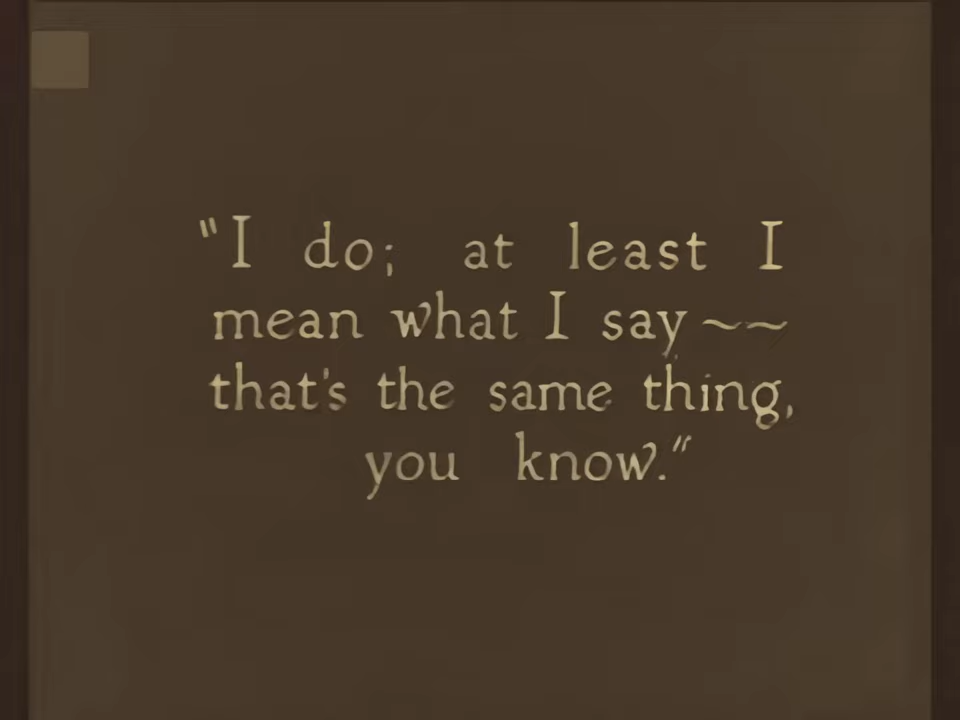 "I do; at least I
mean what I say~~
that's the same thing,
you know."